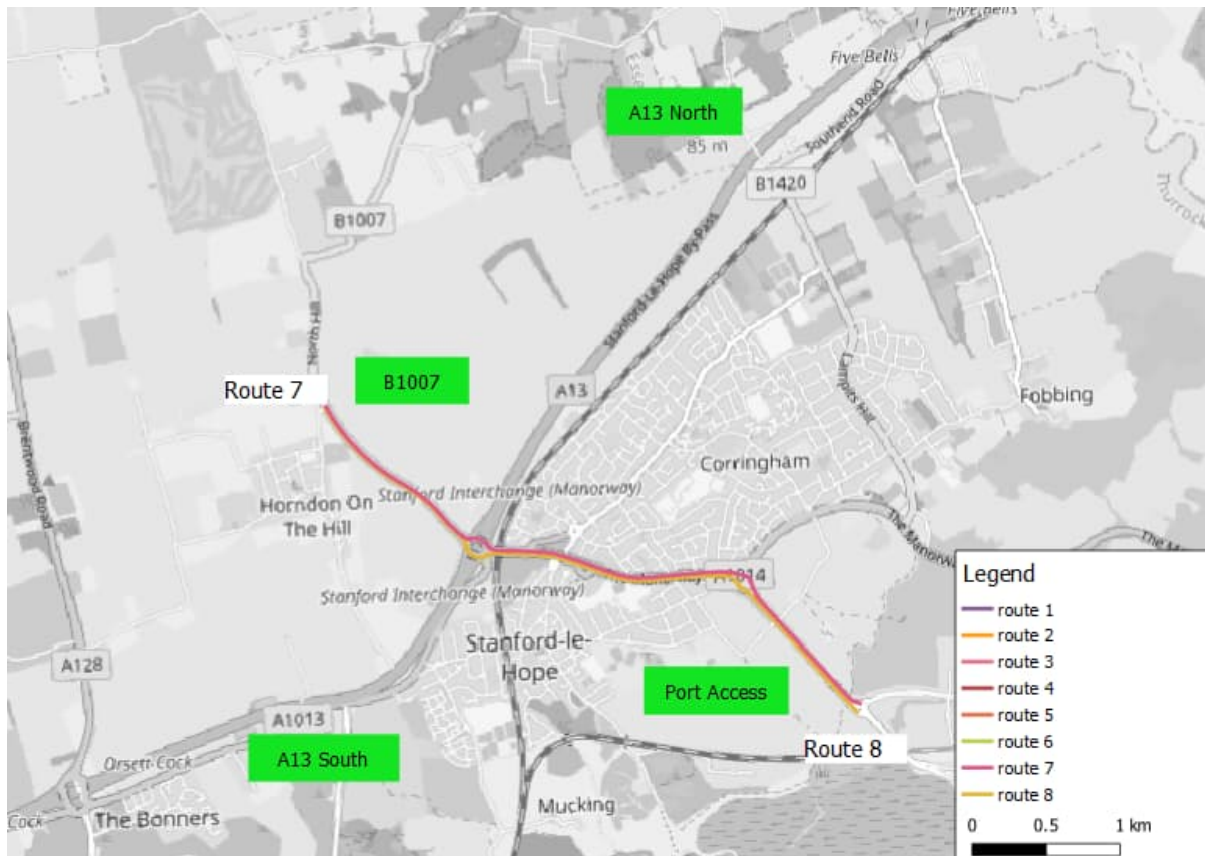 Five Bells
Five Bells
A13 North
Southend Road
85 m
B1420
Thurrock
B1007
Stanford-Le-Hope By-Pass
North Hill
B1007
Route 7
A13
Lampits Hill
Fobbing
Brentwood Road
Corringham
Stanford Interchange (Manorway)
Horndon On
The Hill
The Manorway
The Ma
A1014
Stanford Interchange (Manorway)
Stanford-le-
Hope
A128
Port Access
A1013
Route 8
Orsett Cock
A13 South
Cock
The Bonners
Mucking
Legend
route 1
route 2
route 3
route 4
route 5
route 6
route 7
route 8
0 0.5 1 km